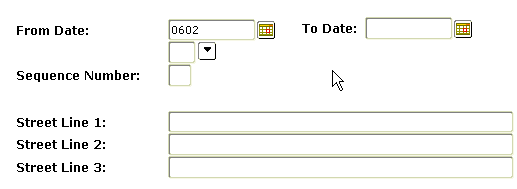 From Date: 0602 To Date:
Sequence Number:
Street Line 1:
Street Line 2:
Street Line 3: